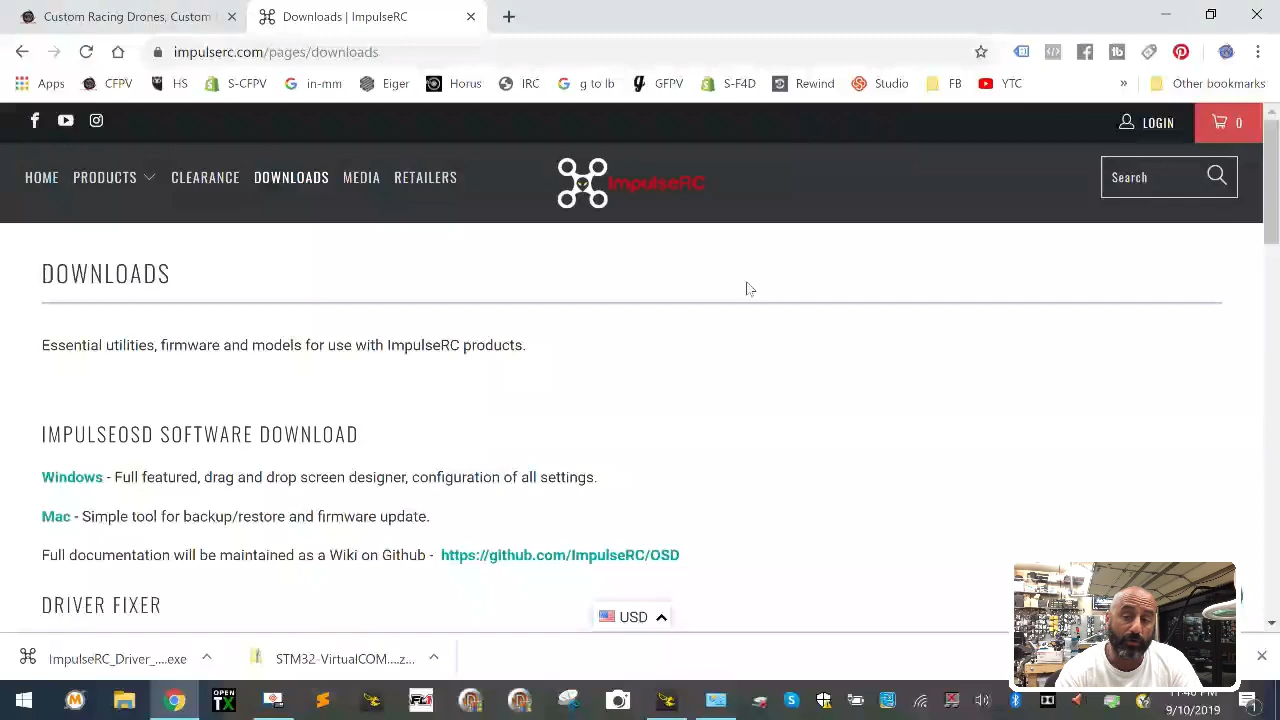 Custom Racing Drones, Custom
Downloads | ImpulseRC
impulserc.com/pages/downloads
Apps CFPV HS S-CFPV in-mm Eiger Horus IRC g to lb GFPV S-F4D Rewind Studio FB YTC » Other bookmarks
LOGIN 0
HOME PRODUCTS CLEARANCE DOWNLOADS MEDIA RETAILERS
ImpulseRC
Search
DOWNLOADS
Essential utilities, firmware and models for use with ImpulseRC products.
IMPULSEOSD SOFTWARE DOWNLOAD
Windows - Full featured, drag and drop screen designer, configuration of all settings.
Mac - Simple tool for backup/restore and firmware update.
Full documentation will be maintained as a Wiki on Github - https://github.com/ImpulseRC/OSD
DRIVER FIXER
USD
ImpulseRC_Driver_....exe
STM32_VirtualCOM....z...
OPEN TX
9/10/2019